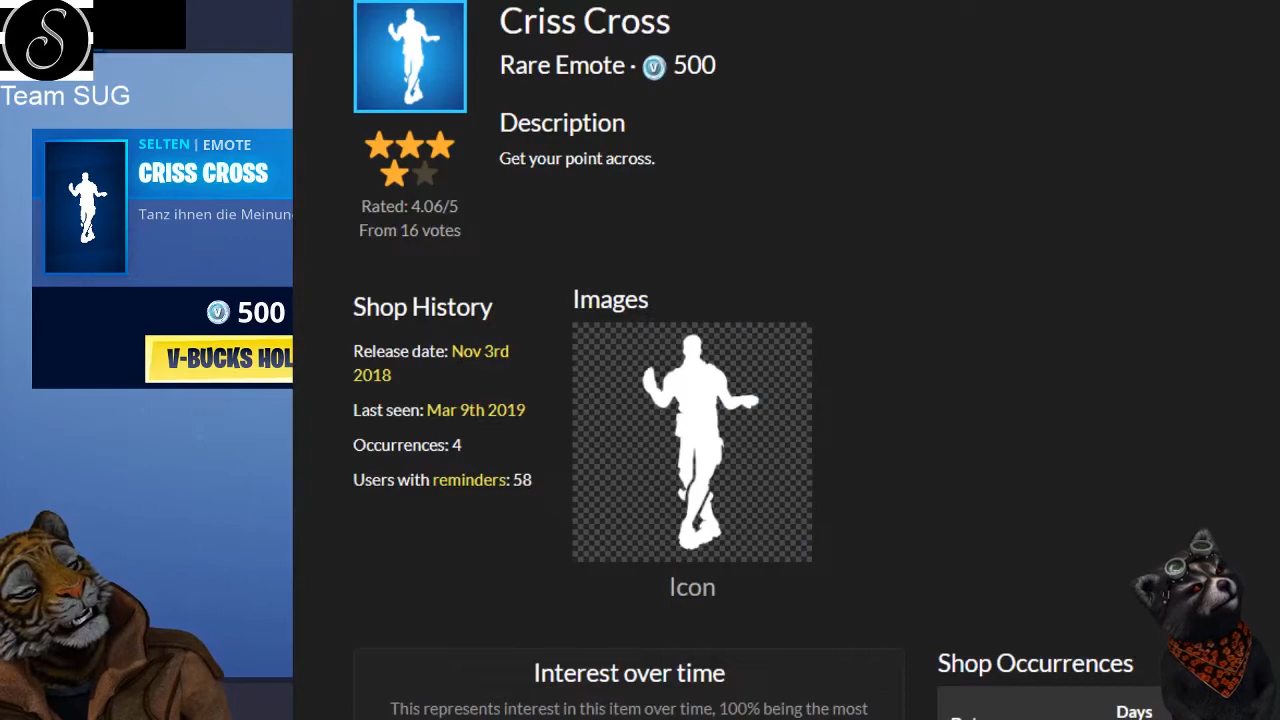 S
Team SUG
SELTEN | EMOTE
CRISS CROSS
Tanz ihnen die Meinun
500
V-BUCKS HOL
Criss Cross
Rare Emote · V 500
Description
Get your point across.
Rated: 4.06/5
From 16 votes
Shop History
Release date: Nov 3rd
2018
Last seen: Mar 9th 2019
Occurrences: 4
Users with reminders: 58
Images
Icon
Interest over time
This represents interest in this item over time, 100% being the most
Shop Occurrences
Days